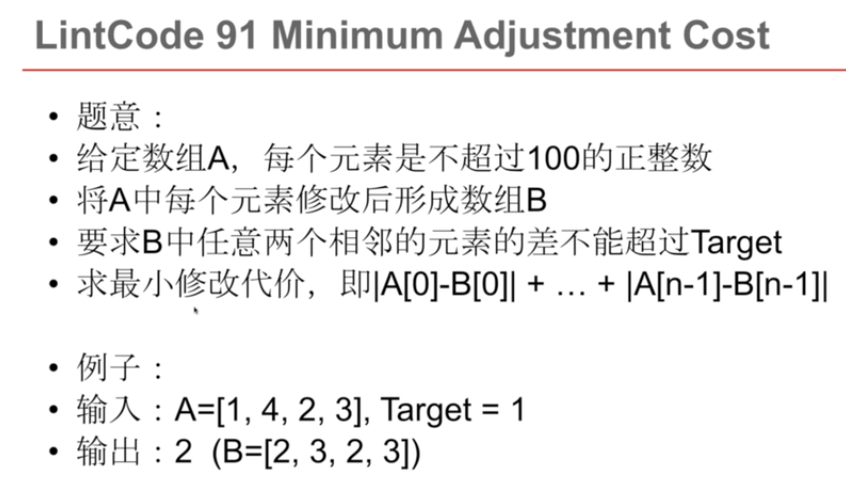 LintCode 91 Minimum Adjustment Cost
• 题意：
• 给定数组A，每个元素是不超过100的正整数
• 将A中每个元素修改后形成数组B
• 要求B中任意两个相邻的元素的差不能超过Target
• 求最小修改代价，即|A[0]-B[0]| + … + |A[n-1]-B[n-1]|
• 例子：
• 输入：A=[1, 4, 2, 3], Target = 1
• 输出：2 (B=[2, 3, 2, 3])